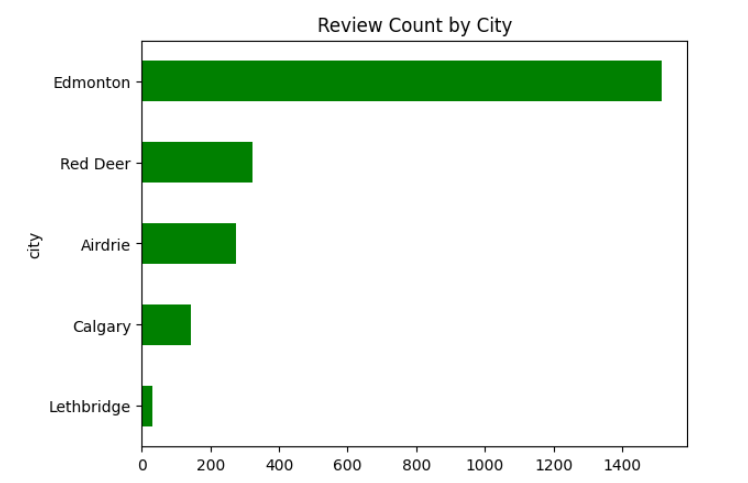 Review Count by City
Edmonton
Red Deer
Airdrie
Calgary
Lethbridge
city
0 200 400 600 800 1000 1200 1400